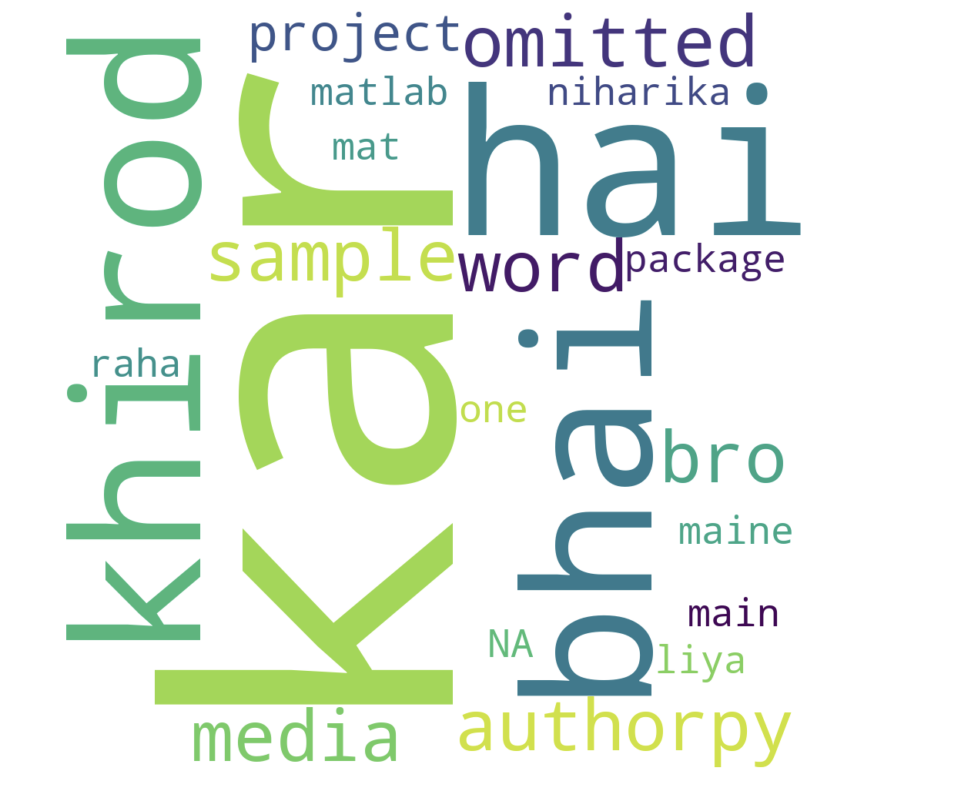 project
omitted
matlab
niharika
mat
hai
khirod
kar
sample
word
package
raha
one
bhai
bro
maine
main
NA
liya
media
authorpy